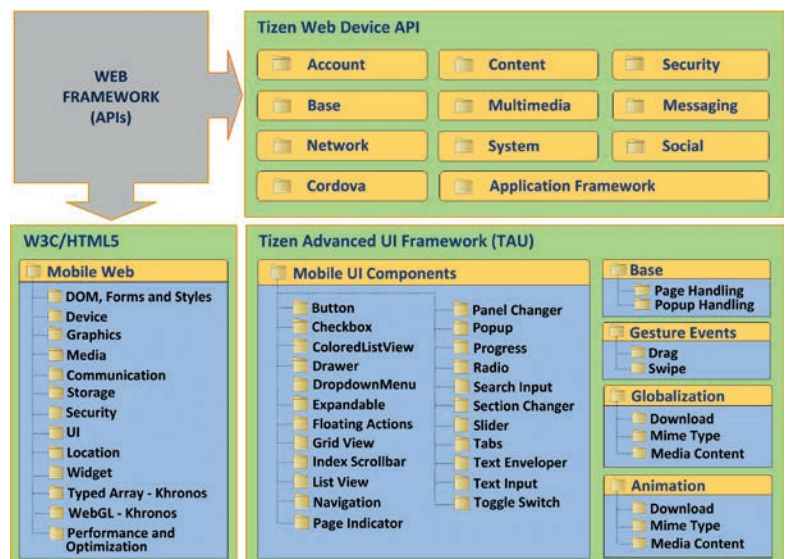 WEB
FRAMEWORK
(APIs)
Tizen Web Device API
Account
Content
Security
Base
Multimedia
Messaging
Network
System
Social
Cordova
Application Framework
W3C/HTML5
Mobile Web
DOM, Forms and Styles
Device
Graphics
Media
Communication
Storage
Security
UI
Location
Widget
Typed Array - Khronos
WebGL - Khronos
Performance and
Optimization
Tizen Advanced UI Framework (TAU)
Mobile UI Components
Button
Checkbox
ColoredListView
Drawer
DropdownMenu
Expandable
Floating Actions
Grid View
Index Scrollbar
List View
Navigation
Page Indicator
Panel Changer
Popup
Progress
Radio
Search Input
Section Changer
Slider
Tabs
Text Enveloper
Text Input
Toggle Switch
Base
Page Handling
Popup Handling
Gesture Events
Drag
Swipe
Globalization
Download
Mime Type
Media Content
Animation
Download
Mime Type
Media Content